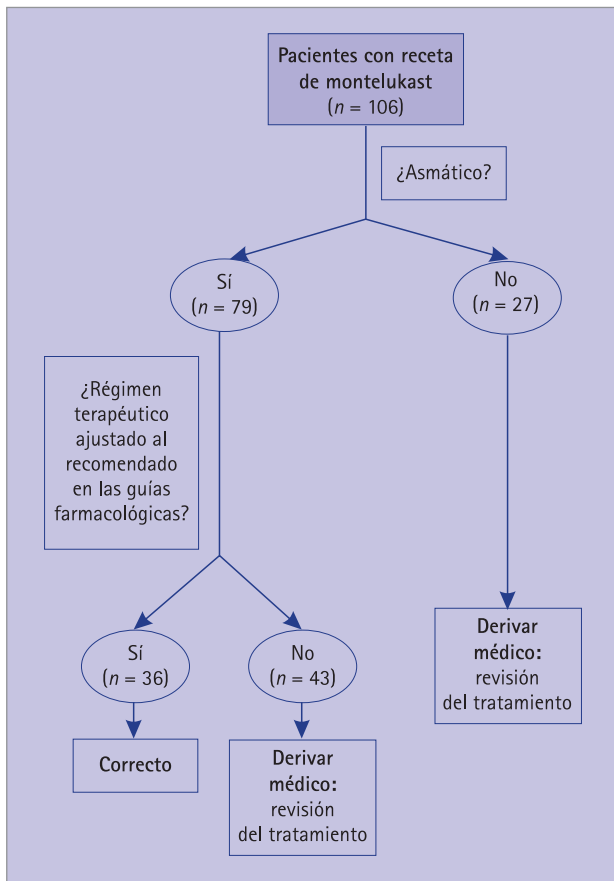 Pacientes con receta
de montelukast
(n = 106)
¿Asmático?
Sí
(n = 79)
No
(n = 27)
¿Régimen
terapéutico
ajustado al
recomendado
en las guías
farmacológicas?
Sí
(n = 36)
No
(n = 43)
Derivar
médico:
revisión
del tratamiento
Correcto
Derivar
médico:
revisión
del tratamiento